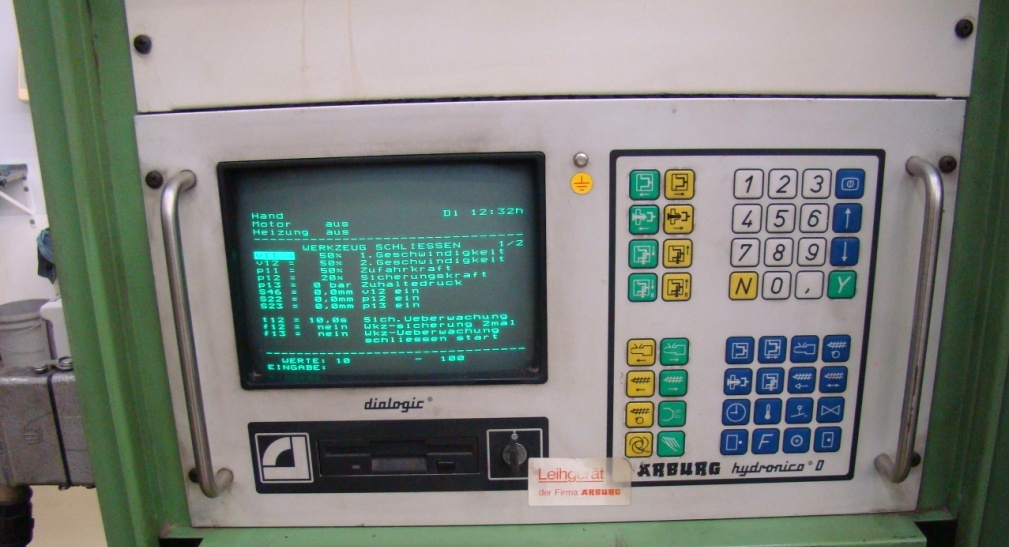 Hand Di 12:32h
Motor aus
Heizung aus
WERKZEUG SCHLIESSEN 1/2
v11 = 50% 1.Geschwindigkeit
v12 = 50% 2.Geschwindigkeit
p11 = 50% Zufahrkraft
p12 = 20% Sicherungskraft
p13 = 0 bar Zuhaltedruck
S46 = 0,0mm v12 ein
S22 = 0,0mm p12 ein
S23 = 0,0mm p13 ein
t12 = 10,0s Sich.Ueberwachung
f12 = nein Wkz-sicherung 2mal
f13 = nein Wkz-Ueberwachung
schliessen start
WERTE: 10 - 100
EINGABE:
dialogic®
1 2 3
4 5 6
7 8 9
N 0 , Y
F
ARBURG hydronica® D
Leihgerät
der Firma ARBURG